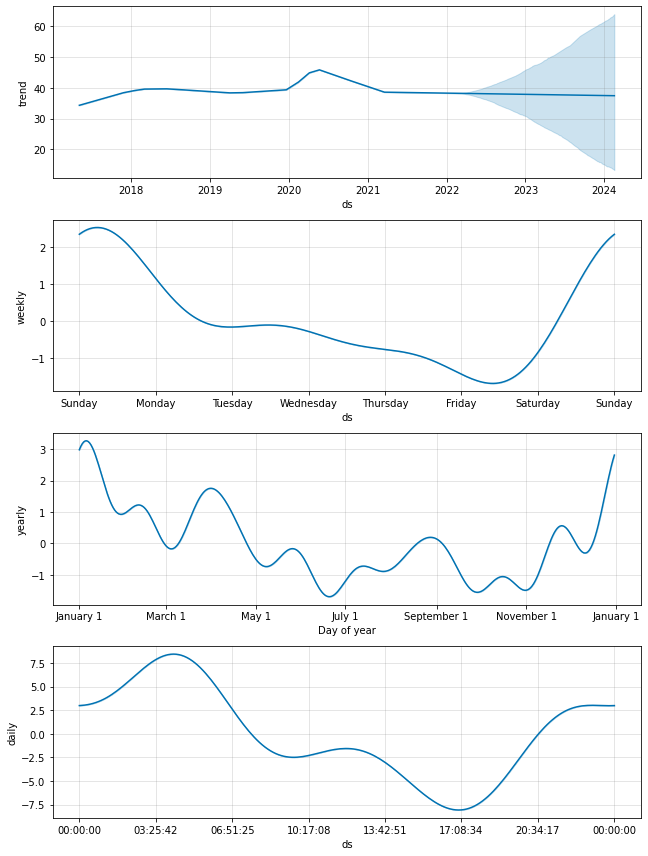 trend
60
50
40
30
20
2018 2019 2020 2021 2022 2023 2024
ds
weekly
2
1
0
−1
Sunday Monday Tuesday Wednesday Thursday Friday Saturday Sunday
ds
yearly
3
2
1
0
−1
January 1 March 1 May 1 July 1 September 1 November 1 January 1
Day of year
daily
7.5
5.0
2.5
0.0
−2.5
−5.0
−7.5
00:00:00 03:25:42 06:51:25 10:17:08 13:42:51 17:08:34 20:34:17 00:00:00
ds